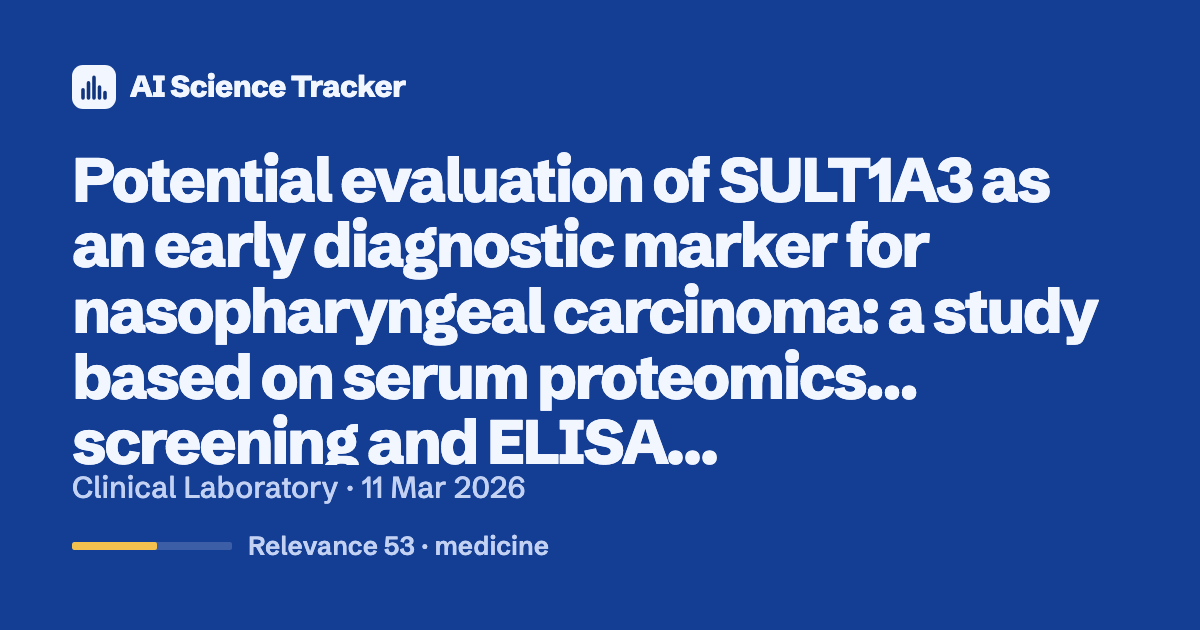 AI Science Tracker
Potential evaluation of SULT1A3 as
an early diagnostic marker for
nasopharyngeal carcinoma: a study
based on serum proteomics...
screening and ELISA...
Clinical Laboratory · 11 Mar 2026
Relevance 53 · medicine